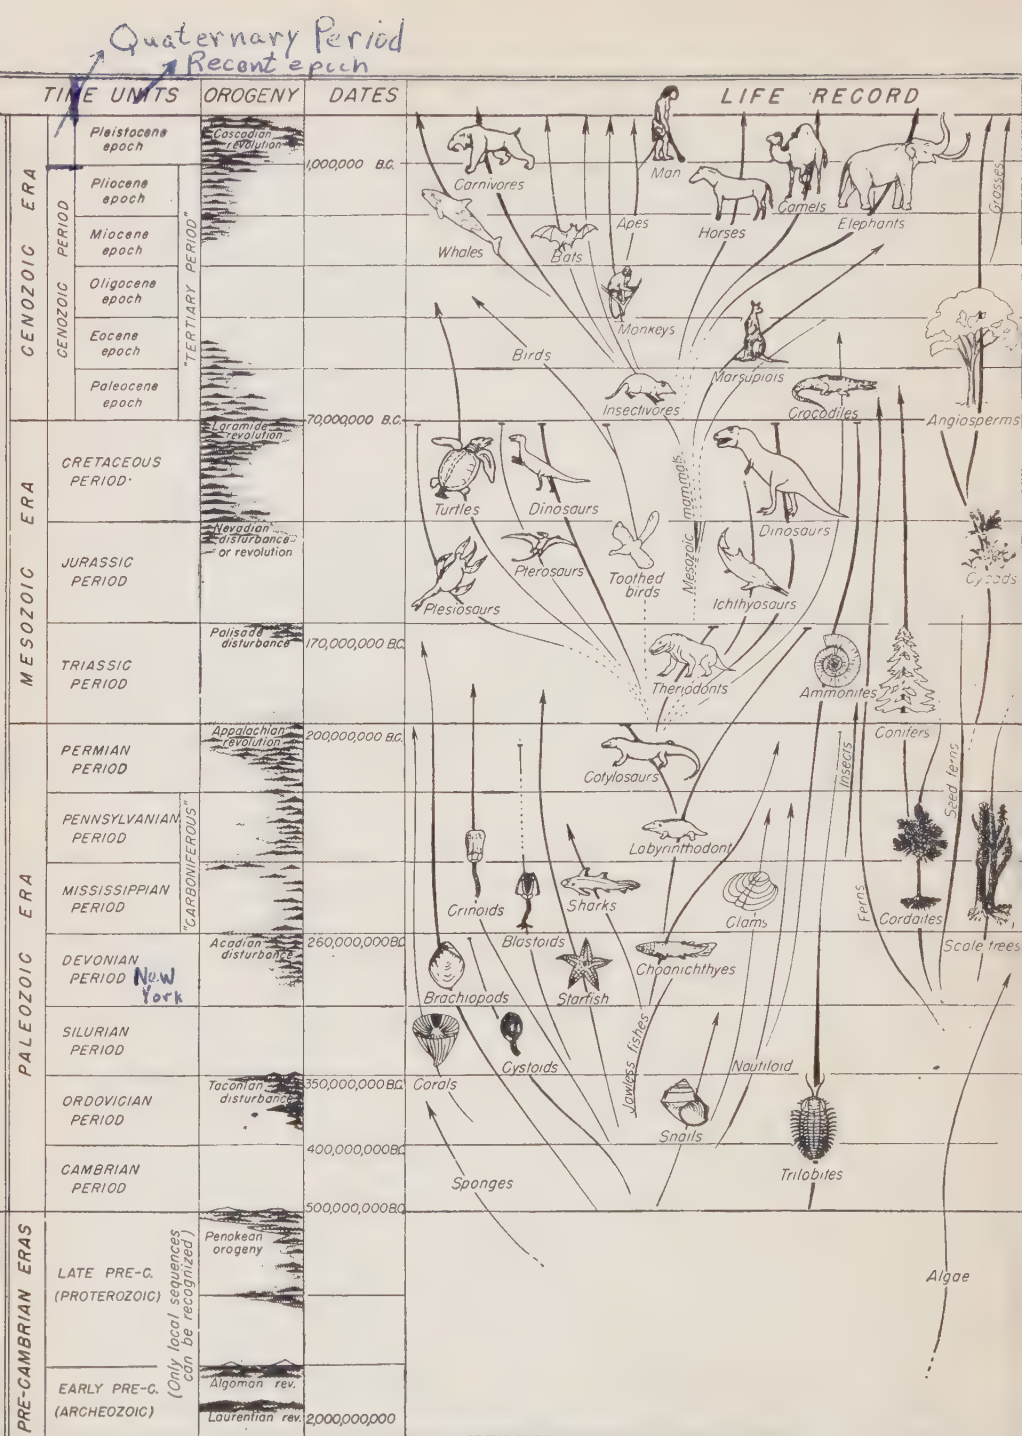 Quaternary Period
Recent epoch
TIME UNITS
OROGENY
DATES
LIFE RECORD
CENOZOIC ERA
CENOZOIC PERIOD
"TERTIARY PERIOD"
Pleistocene
epoch
Pliocene
epoch
Miocene
epoch
Oligocene
epoch
Eocene
epoch
Paleocene
epoch
Cascadian
revolution
1,000,000 B.C.
Carnivores
Man
Grasses
Whales
Bats
Apes
Horses
Camels
Elephants
Monkeys
Birds
Marsupials
Insectivores
Crocodiles
Angiosperms
70,000,000 B.C.
MESOZOIC ERA
Laramide
revolution
CRETACEOUS
PERIOD
Turtles
Dinosaurs
Mesozoic mammals
Dinosaurs
Nevadian
disturbance
or revolution
JURASSIC
PERIOD
Plesiosaurs
Pterosaurs
Toothed
birds
Ichthyosaurs
Cycads
Palisade
disturbance
170,000,000 B.C.
TRIASSIC
PERIOD
Theriodonts
Ammonites
Conifers
PALEOZOIC ERA
Appalachian
revolution
200,000,000 B.C.
PERMIAN
PERIOD
Cotylosaurs
Insects
Seed ferns
PENNSYLVANIAN
PERIOD
"CARBONIFEROUS"
Labyrinthodont
MISSISSIPPIAN
PERIOD
Crinoids
Blastoids
Sharks
Clams
Ferns
Cordaites
Scale trees
Acadian
disturbance
260,000,000 B.C.
DEVONIAN
PERIOD
New
York
Brachiopods
Starfish
Choanichthyes
SILURIAN
PERIOD
Corals
Cystoids
Jawless fishes
Nautiloid
Taconian
disturbance
350,000,000 B.C.
ORDOVICIAN
PERIOD
Snails
Trilobites
400,000,000 B.C.
CAMBRIAN
PERIOD
Sponges
500,000,000 B.C.
PRE-CAMBRIAN ERAS
Penokean
orogeny
LATE PRE-C.
(PROTEROZOIC)
(Only local sequences
can be recognized)
Algae
EARLY PRE-C.
(ARCHEOZOIC)
Algoman rev.
Laurentian rev.
2,000,000,000